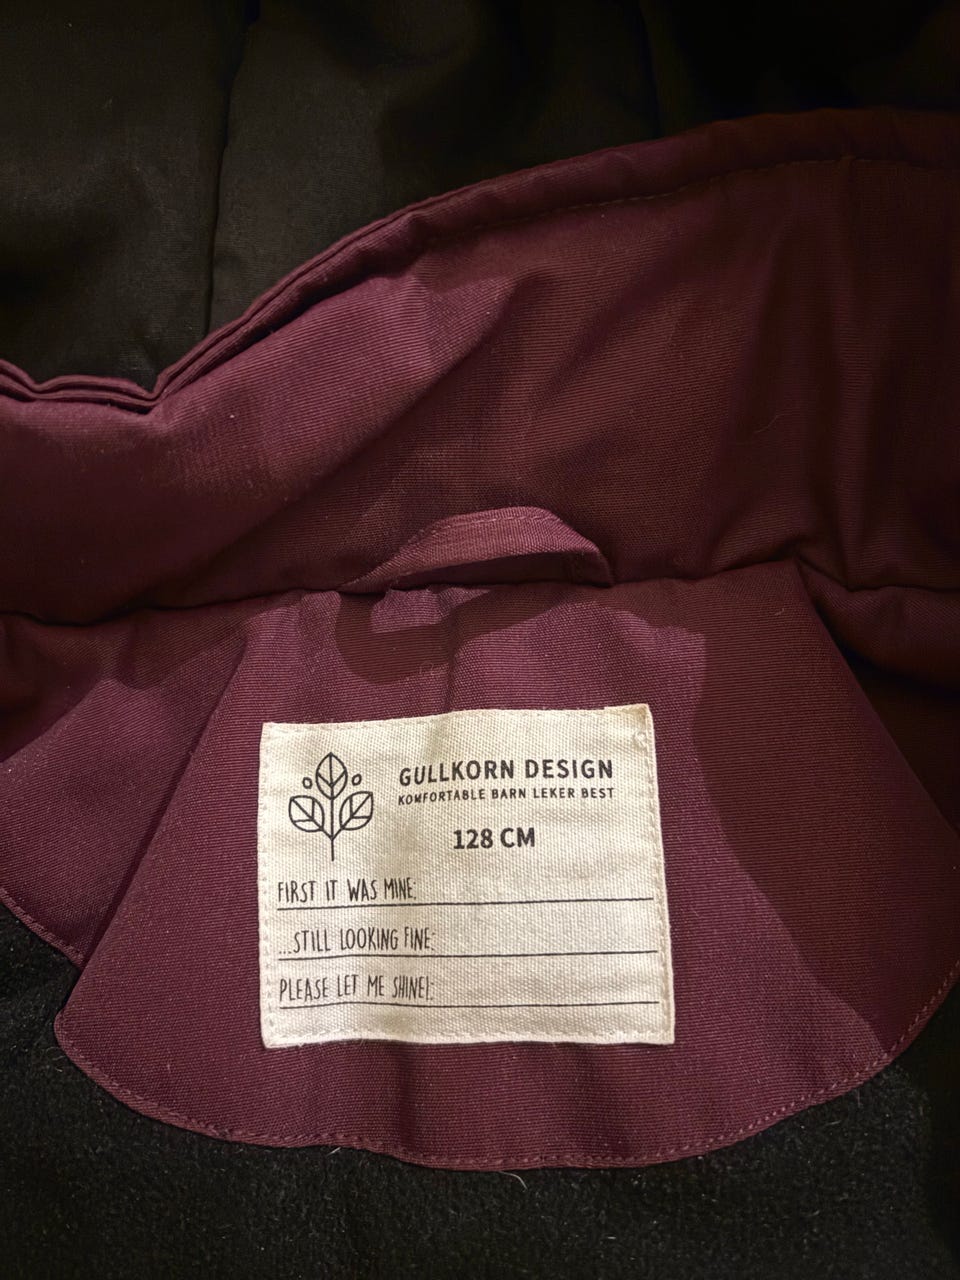 GULLKORN DESIGN
KOMFORTABLE BARN LEKER BEST
128 CM
FIRST IT WAS MINE:
...STILL LOOKING FINE:
PLEASE LET ME SHINE!: